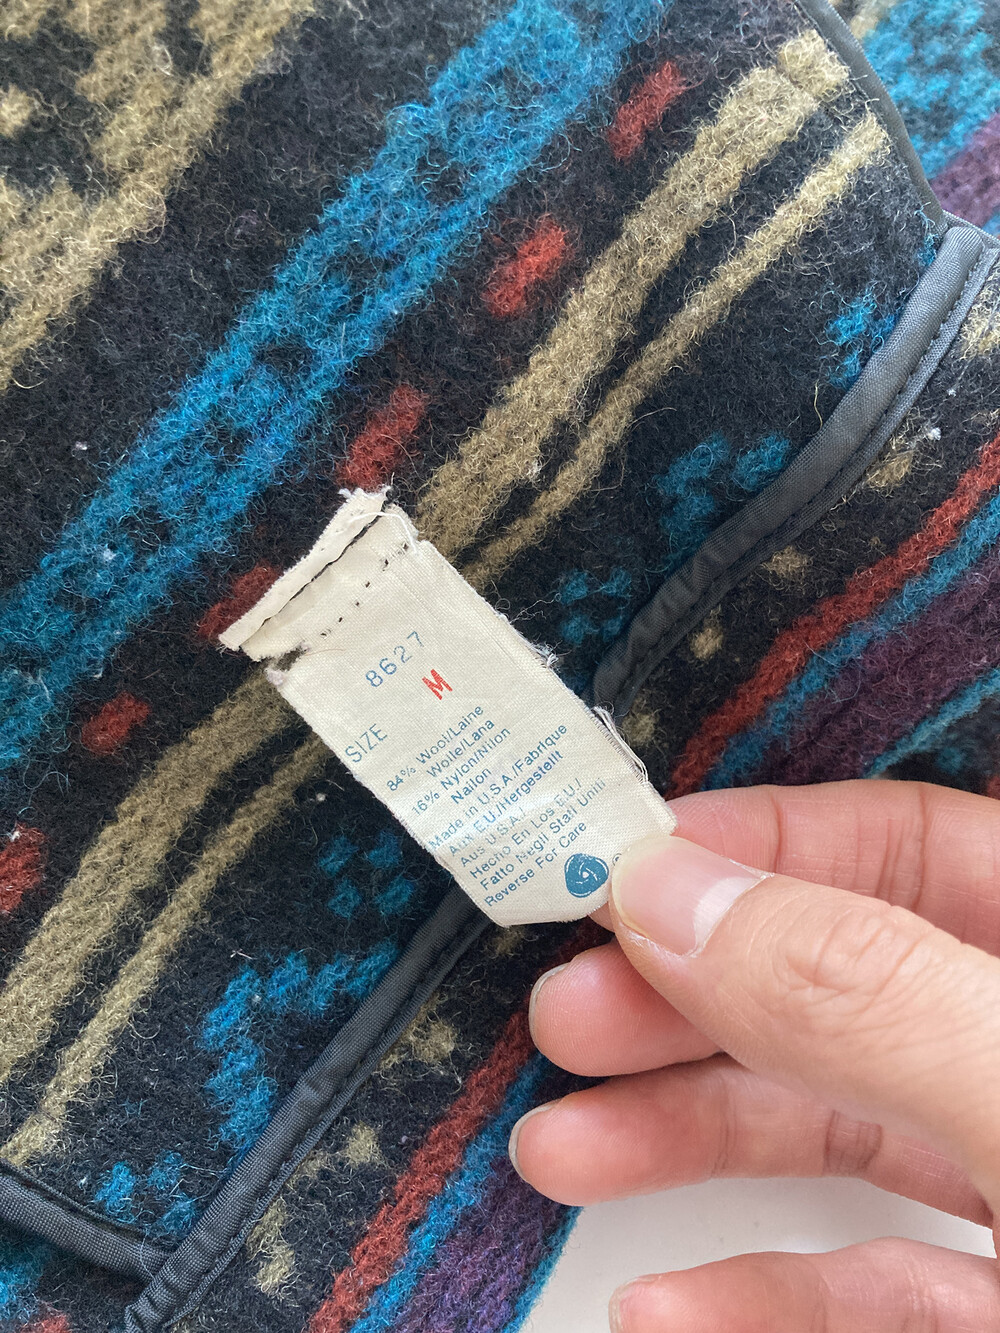 8627
M
SIZE
84% Wool/Laine
Wolle/Lana
16% Nylon/Nilon
Nailon
Made in U.S.A./Fabrique
Aux E.U./Hergestellt
Aus U.S.A./
Hecho En Los E.U./
Fatto Negli Stati Uniti
Reverse For Care